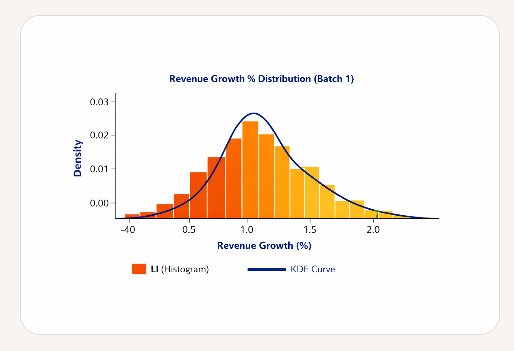 Revenue Growth % Distribution (Batch 1)
0.03
0.02
0.01
0.00
Density
-40 0.5 1.0 1.5 2.0
Revenue Growth (%)
LI (Histogram) KDF Curve